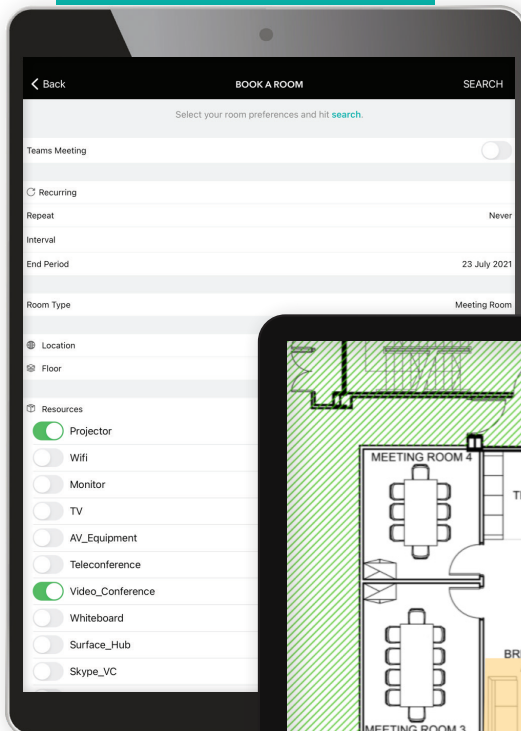 Back
BOOK A ROOM
SEARCH
Select your room preferences and hit search.
Teams Meeting
Recurring
Repeat Never
Interval
End Period 23 July 2021
Room Type Meeting Room
Location
Floor
Resources
Projector
Wifi
Monitor
TV
AV_Equipment
Teleconference
Video_Conference
Whiteboard
Surface_Hub
Skype_VC
MEETING ROOM 4
MEETING ROOM 3